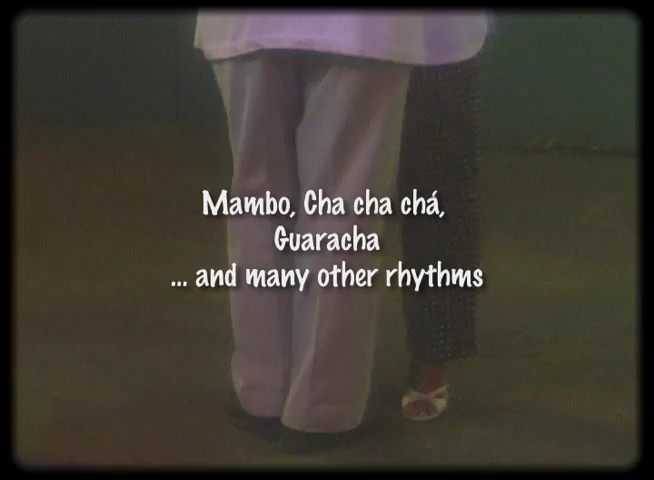 Mambo, Cha cha chá,
Guaracha
... and many other rhythms